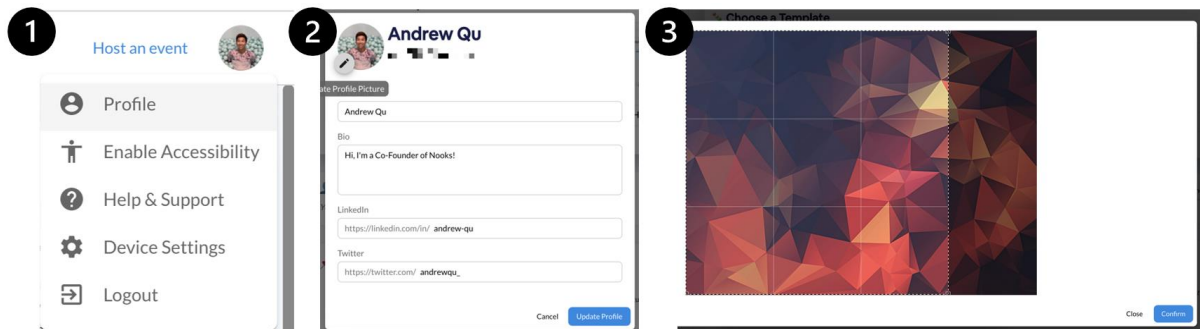 1
Host an event
Profile
Enable Accessibility
Help & Support
Device Settings
Logout
2
Andrew Qu
ate Profile Picture
Andrew Qu
Bio
Hi, I'm a Co-Founder of Nooks!
LinkedIn
https://linkedin.com/in/ andrew-qu
Twitter
https://twitter.com/ andrewqu_
Cancel Update Profile
3
Choose a Template
Close Confirm